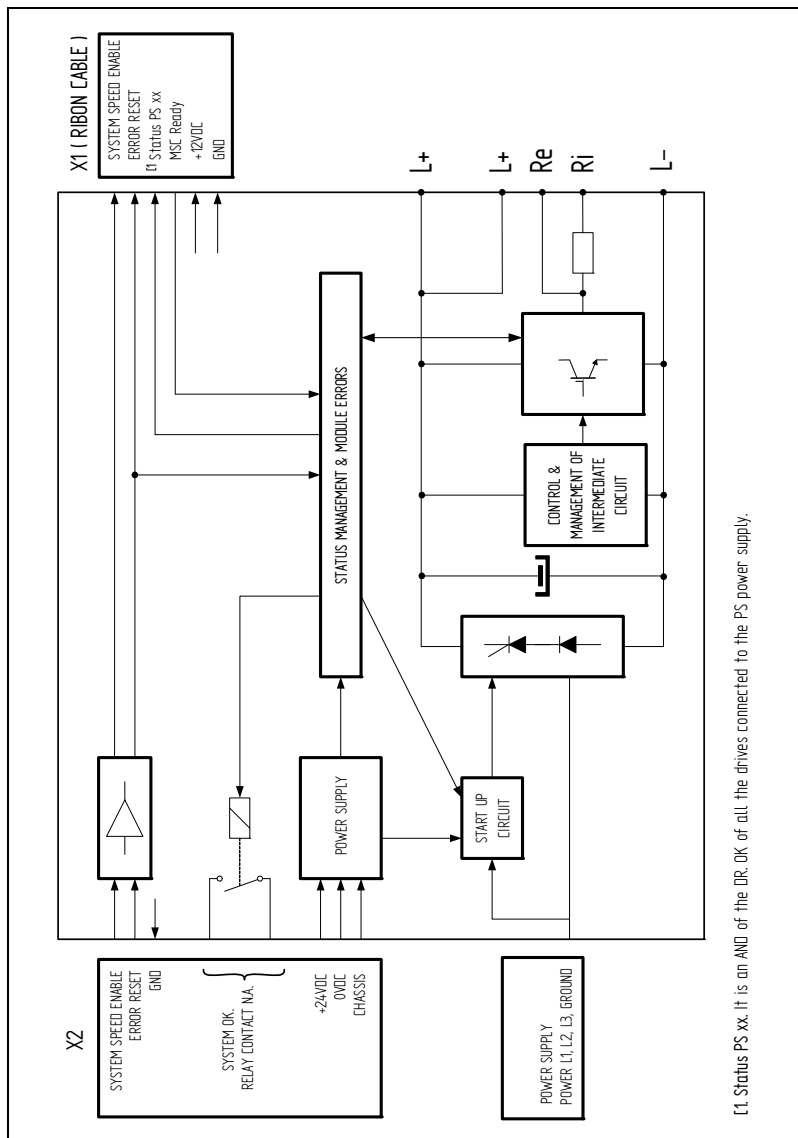 X2
SYSTEM SPEED ENABLE
ERROR RESET
GND
SYSTEM OK.
RELAY CONTACT N.A.
+24VDC
0VDC
CHASSIS
POWER SUPPLY
POWER L1, L2, L3, GROUND
POWER SUPPLY
START UP
CIRCUIT
STATUS MANAGEMENT & MODULE ERRORS
CONTROL &
MANAGEMENT OF
INTERMEDIATE
CIRCUIT
X1 ( RIBON CABLE )
SYSTEM SPEED ENABLE
ERROR RESET
[1 Status PS xx
MSC Ready
+12VDC
GND
L+
L+
Re
Ri
L-
[1. Status PS xx. It is an AND of the DR. OK of all the drives connected to the PS power supply.